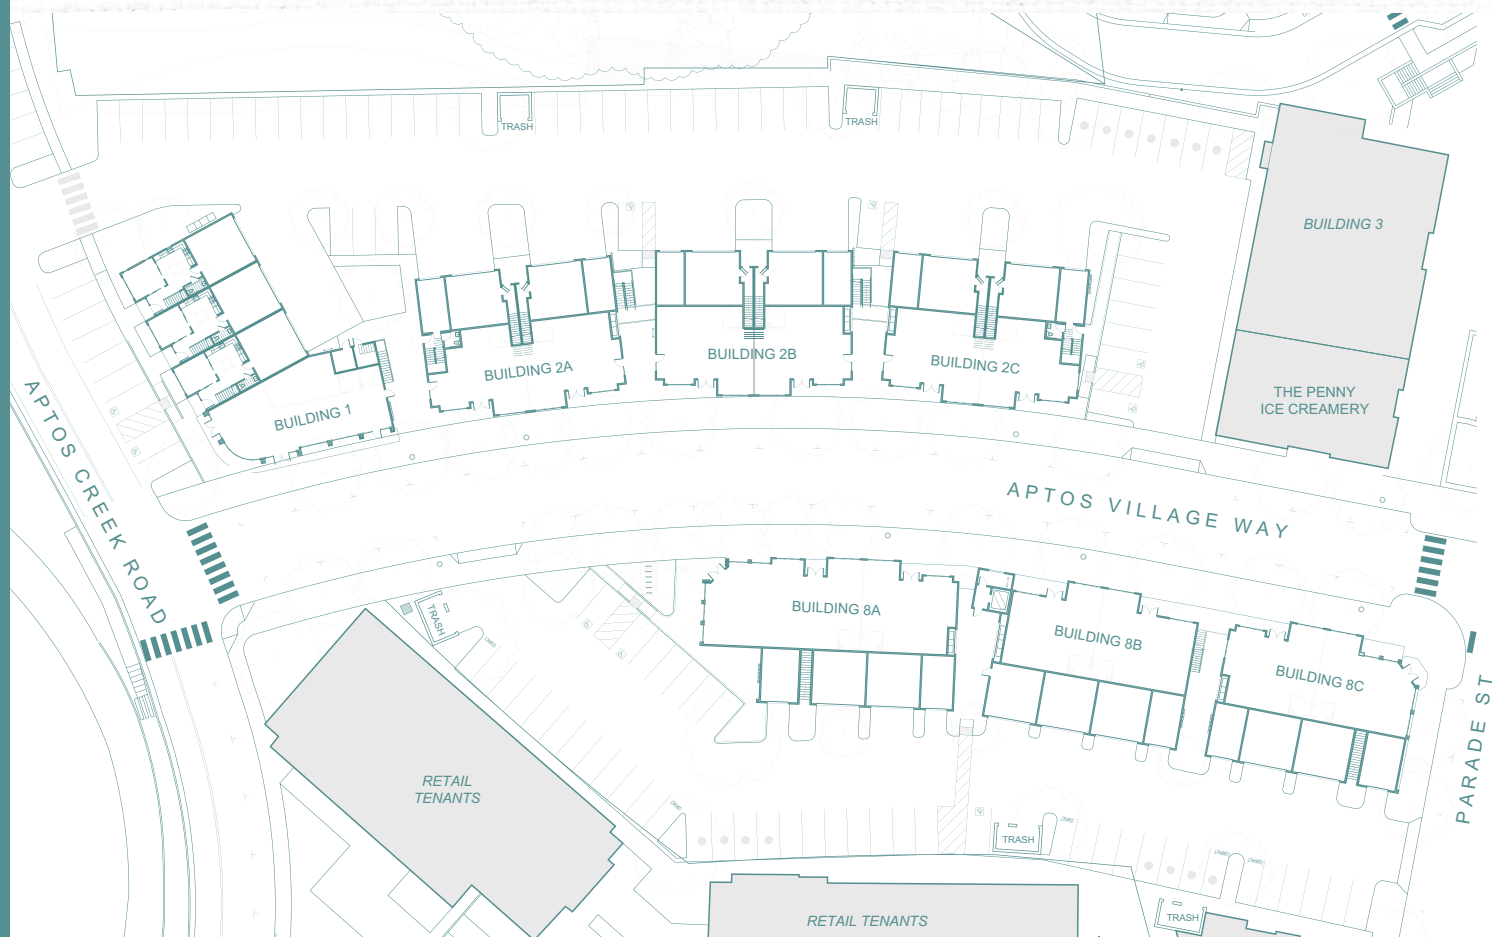 TRASH
TRASH
BUILDING 3
BUILDING 2B
BUILDING 2A
BUILDING 2C
THE PENNY
ICE CREAMERY
BUILDING 1
APTOS CREEK ROAD
APTOS VILLAGE WAY
TRASH
BUILDING 8A
BUILDING 8B
BUILDING 8C
PARADE ST
RETAIL
TENANTS
TRASH
RETAIL TENANTS
TRASH